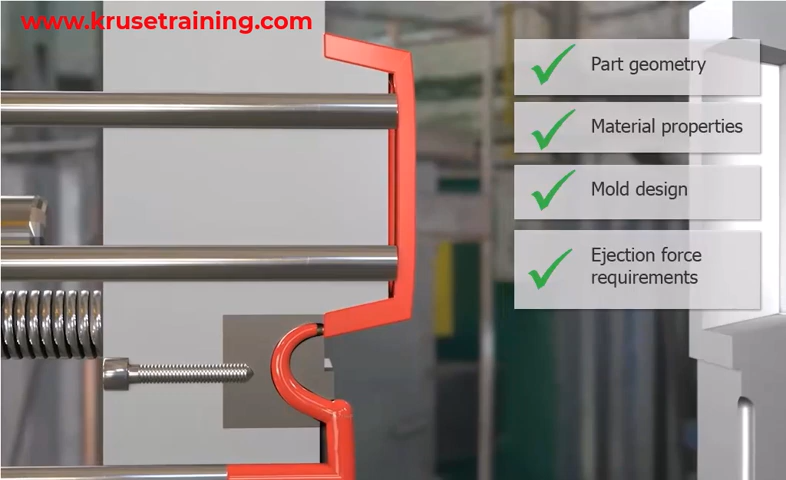 www.krusetraining.com
Part geometry
Material properties
Mold design
Ejection force
requirements